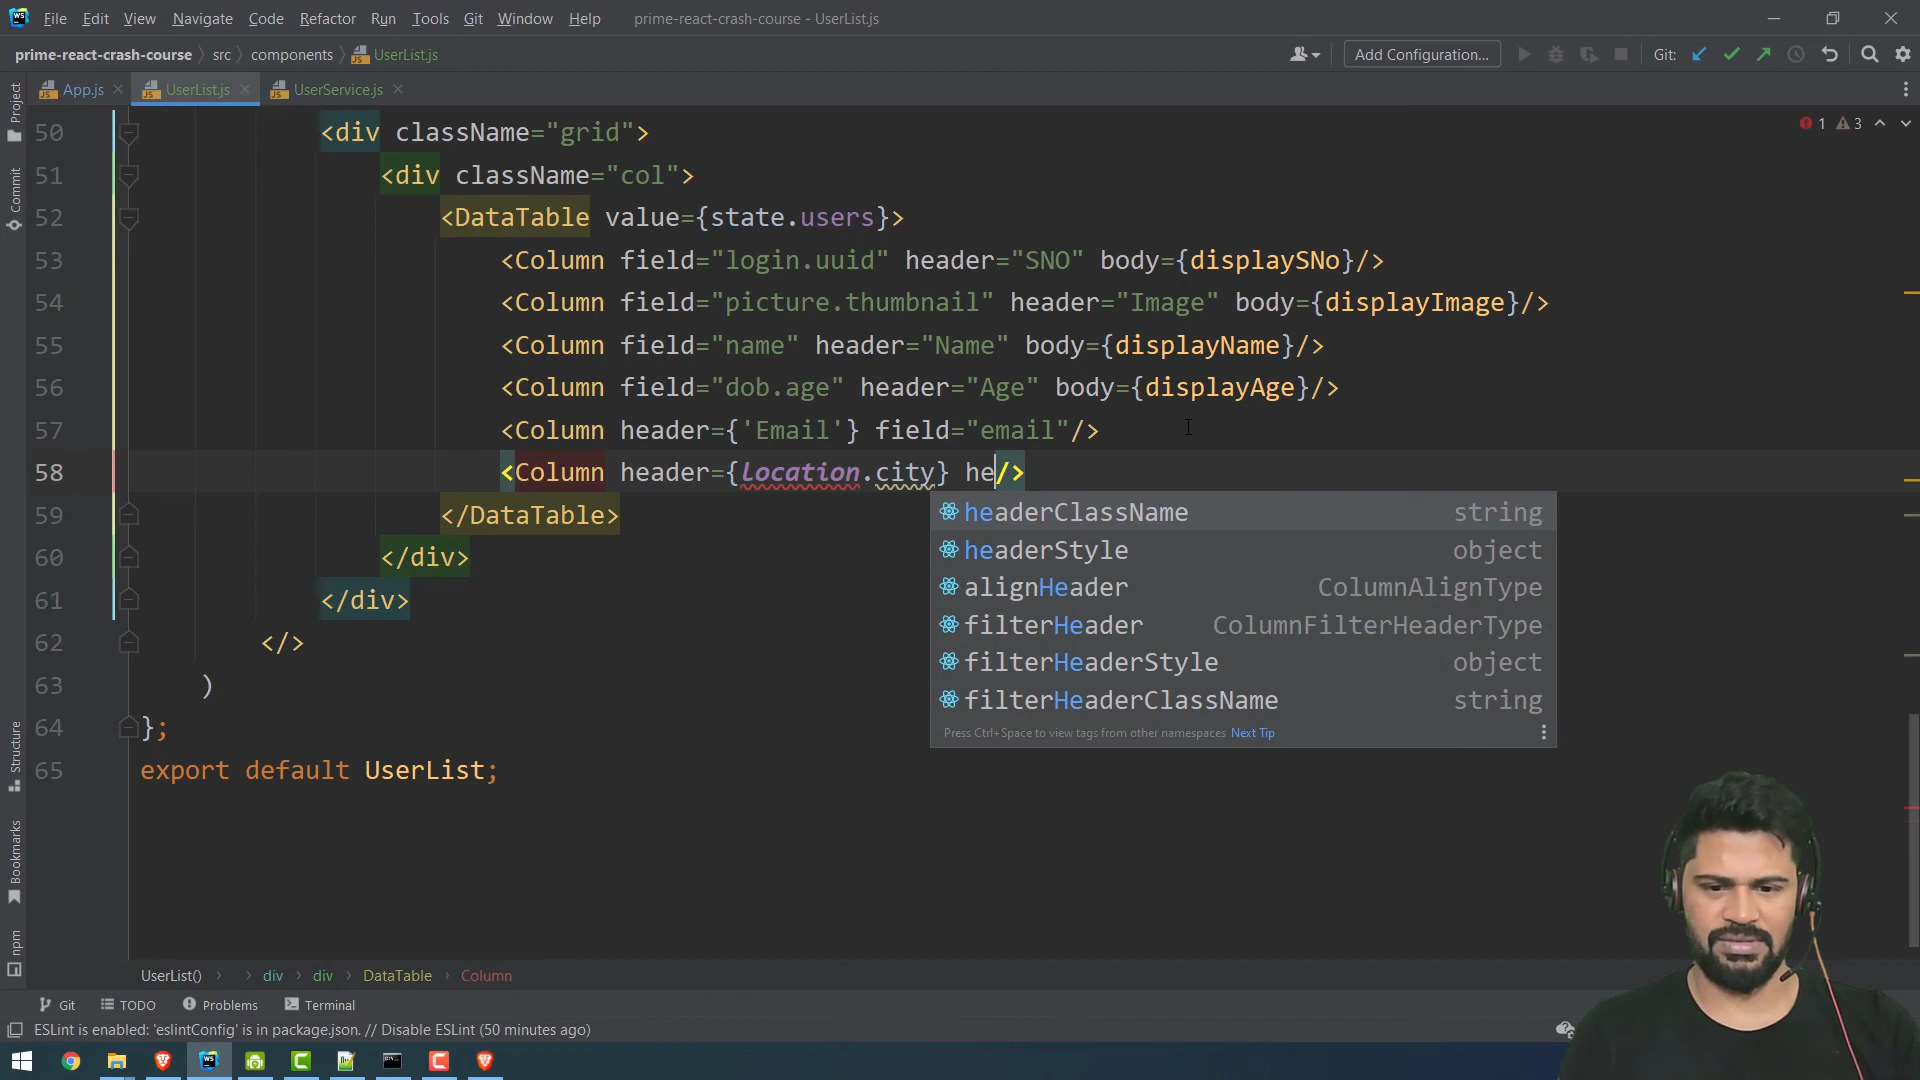 File Edit View Navigate Code Refactor Run Tools Git Window Help prime-react-crash-course - UserList.js
prime-react-crash-course src components UserList.js Add Configuration... Git:
App.js UserList.js UserService.js
Project
Commit
Structure
Bookmarks
npm
1 3
50 <div className="grid">
51 <div className="col">
52 <DataTable value={state.users}>
53 <Column field="login.uuid" header="SNO" body={displaySNo}/>
54 <Column field="picture.thumbnail" header="Image" body={displayImage}/>
55 <Column field="name" header="Name" body={displayName}/>
56 <Column field="dob.age" header="Age" body={displayAge}/>
57 <Column header={'Email'} field="email"/>
58 <Column header={location.city} he/>
59 </DataTable>
60 </div>
61 </div>
62 </>
63 )
64 };
65 export default UserList;
headerClassName string
headerStyle object
alignHeader ColumnAlignType
filterHeader ColumnFilterHeaderType
filterHeaderStyle object
filterHeaderClassName string
Press Ctrl+Space to view tags from other namespaces Next Tip
UserList() div div DataTable Column
Git TODO Problems Terminal
ESLint is enabled: 'eslintConfig' is in package.json. // Disable ESLint (50 minutes ago)